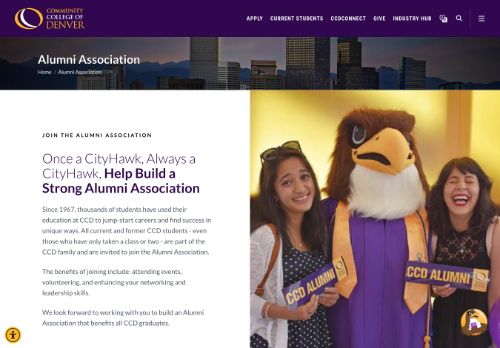 COMMUNITY
COLLEGE OF
DENVER
APPLY CURRENT STUDENTS CCDCONNECT GIVE INDUSTRY HUB
Alumni Association
Home / Alumni Association
JOIN THE ALUMNI ASSOCIATION
Once a CityHawk, Always a
CityHawk, Help Build a
Strong Alumni Association
Since 1967, thousands of students have used their
education at CCD to jump-start careers and find success in
unique ways. All current and former CCD students - even
those who have only taken a class or two - are part of the
CCD family and are invited to join the Alumni Association.
The benefits of joining include: attending events,
volunteering, and enhancing your networking and
leadership skills.
We look forward to working with you to build an Alumni
Association that benefits all CCD graduates.
CCD ALUMNI
CCD ALUMNI